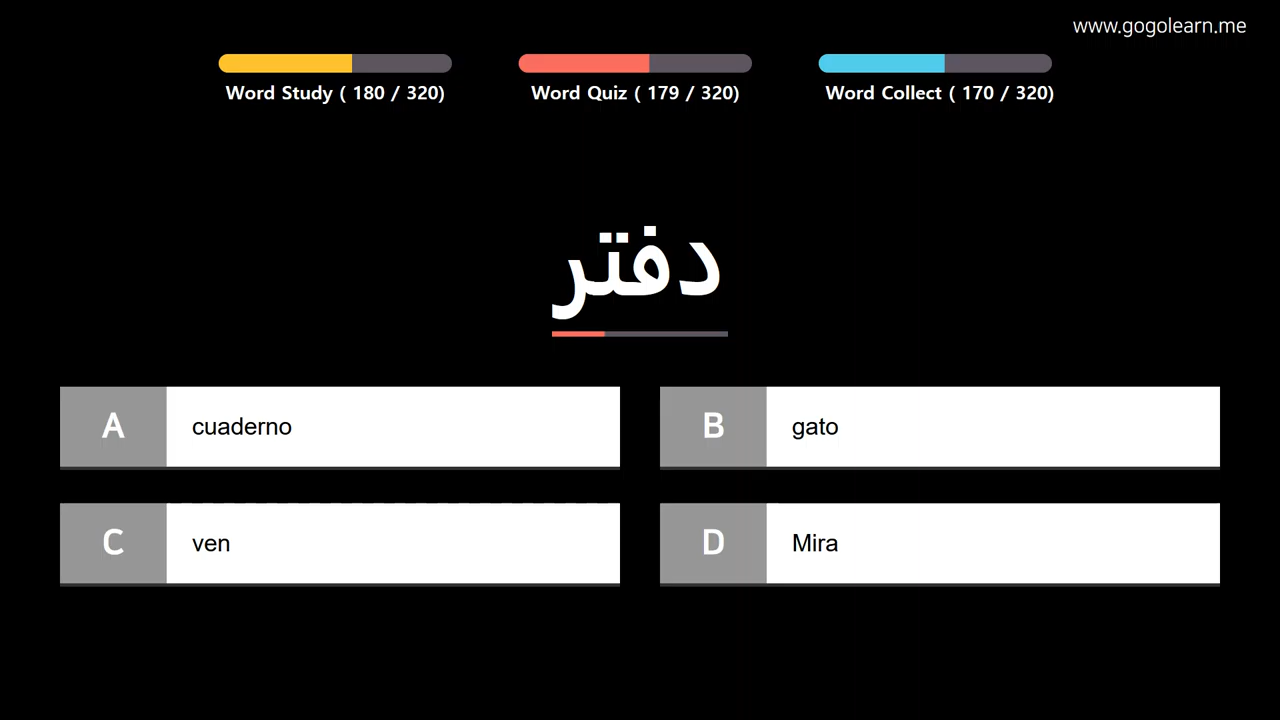 www.gogolearn.me
Word Study ( 180 / 320)
Word Quiz ( 179 / 320)
Word Collect ( 170 / 320)
دفتر
A cuaderno
B gato
C ven
D Mira